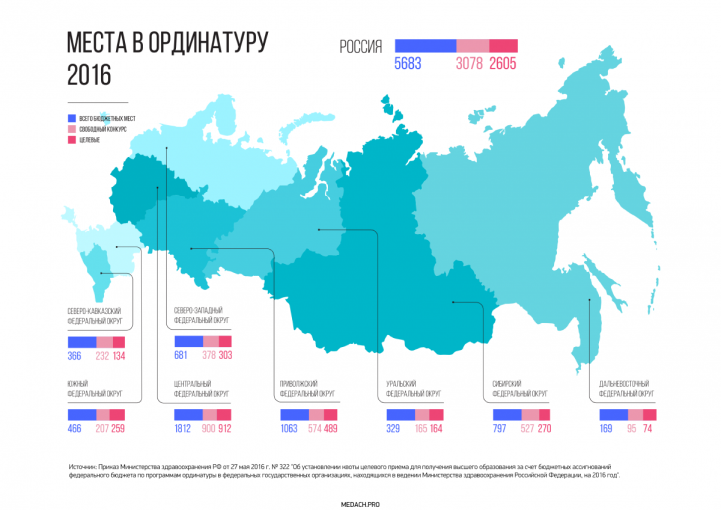 МЕСТА В ОРДИНАТУРУ
2016
РОССИЯ
5683 3078 2605
ВСЕГО БЮДЖЕТНЫХ МЕСТ
СВОБОДНЫЙ КОНКУРС
ЦЕЛЕВЫЕ
СЕВЕРО-КАВКАЗСКИЙ
ФЕДЕРАЛЬНЫЙ ОКРУГ
366 232 134
СЕВЕРО-ЗАПАДНЫЙ
ФЕДЕРАЛЬНЫЙ ОКРУГ
681 378 303
ЮЖНЫЙ
ФЕДЕРАЛЬНЫЙ ОКРУГ
466 207 259
ЦЕНТРАЛЬНЫЙ
ФЕДЕРАЛЬНЫЙ ОКРУГ
1812 900 912
ПРИВОЛЖСКИЙ
ФЕДЕРАЛЬНЫЙ ОКРУГ
1063 574 489
УРАЛЬСКИЙ
ФЕДЕРАЛЬНЫЙ ОКРУГ
329 165 164
СИБИРСКИЙ
ФЕДЕРАЛЬНЫЙ ОКРУГ
797 527 270
ДАЛЬНЕВОСТОЧНЫЙ
ФЕДЕРАЛЬНЫЙ ОКРУГ
169 95 74
Источник: Приказ Министерства здравоохранения РФ от 27 мая 2016 г. № 322 "Об установлении квоты целевого приема для получения высшего образования за счет бюджетных ассигнований
федерального бюджета по программам ординатуры в федеральных государственных организациях, находящихся в ведении Министерства здравоохранения Российской Федерации, на 2016 год".
MEDACH.PRO